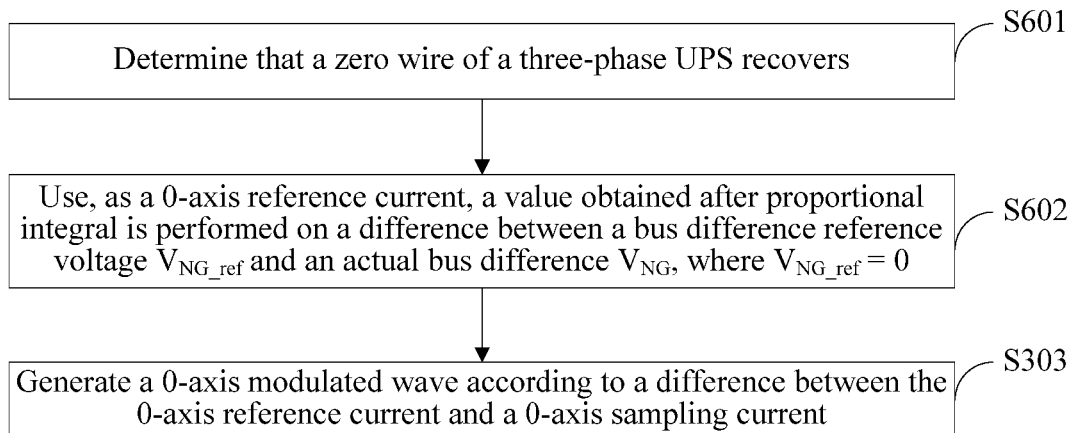 S601
Determine that a zero wire of a three-phase UPS recovers
S602
Use, as a 0-axis reference current, a value obtained after proportional
integral is performed on a difference between a bus difference reference
voltage V_NG_ref and an actual bus difference V_NG, where V_NG_ref = 0
S303
Generate a 0-axis modulated wave according to a difference between the
0-axis reference current and a 0-axis sampling current